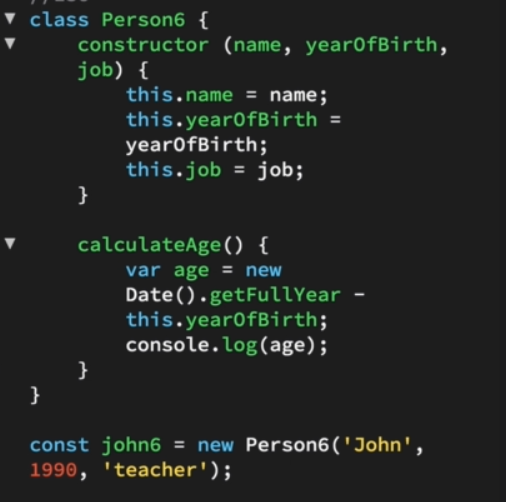 class Person6 {
constructor (name, yearOfBirth,
job) {
this.name = name;
this.yearOfBirth =
yearOfBirth;
this.job = job;
}
calculateAge() {
var age = new
Date().getFullYear -
this.yearOfBirth;
console.log(age);
}
}
const john6 = new Person6('John',
1990, 'teacher');